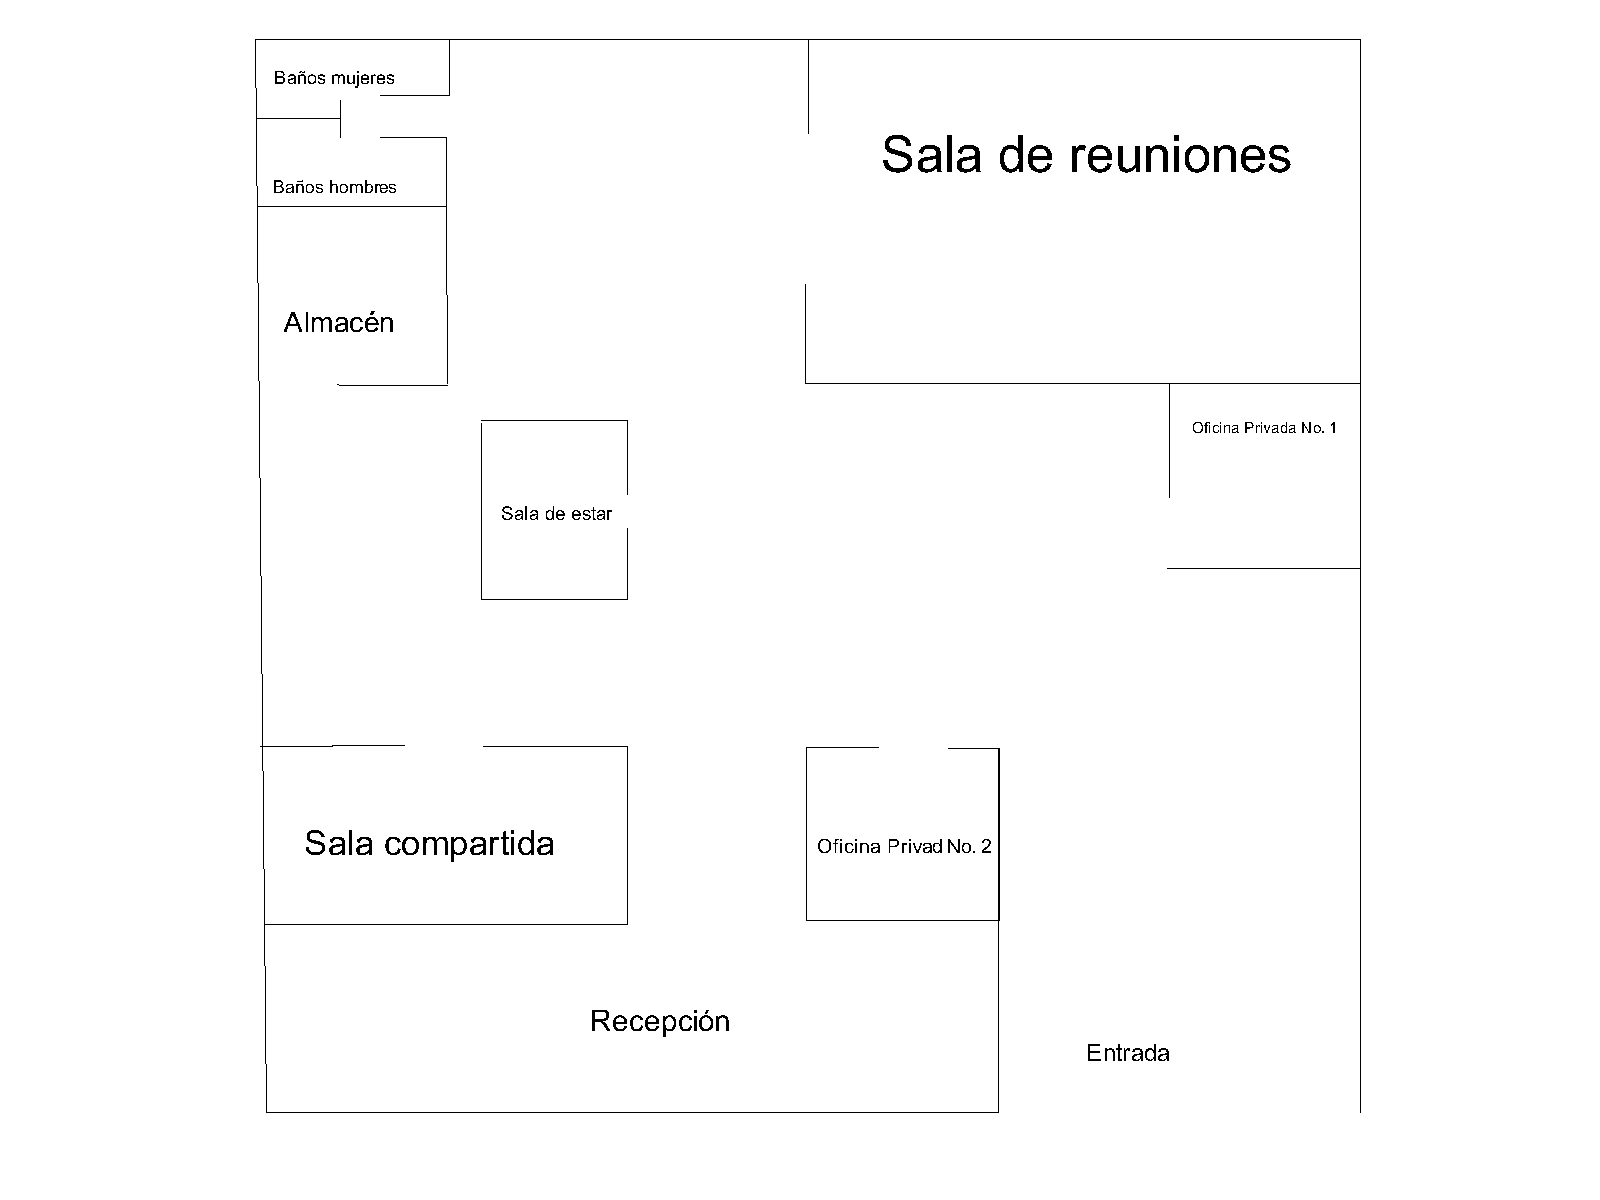 Baños mujeres
Sala de reuniones
Baños hombres
Almacén
Oficina Privada No. 1
Sala de estar
Sala compartida
Oficina Privad No. 2
Recepción
Entrada